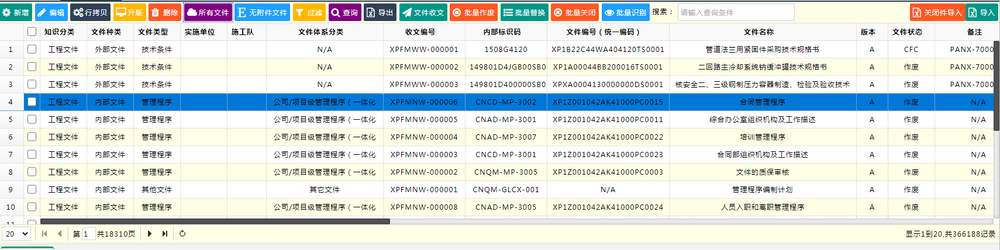 新增 编辑 行拷贝 升版 删除 所有文件 无附件文件 过滤 查询 导出 文件收文 批量作废 批量替换 批量关闭 批量识别 搜索： 请输入查询条件 关闭件导入 导入
知识分类 文件种类 文件类型 实施单位 施工队 文件体系分类 收文编号 内部标识码 文件编号（统一编码） 文件名称 版本 文件状态 备注
1 工程文件 外部文件 技术条件 N/A XPFMWW-000001 1508G4120 XP1B22C44WA404120TS0001 管道法兰用紧固件采购技术规格书 A CFC PANX-7000
2 工程文件 外部文件 技术条件 N/A XPFMWW-000002 149801D4JGB00SB0 XP1A00044BB200016TS0001 二回路主冷却系统钠缓冲罐技术规格书 A 作废 PANX-7000
3 工程文件 外部文件 技术条件 N/A XPFMWW-000003 149801D400000SB0 XPXA0004130000000DS0001 核安全二、三级钢制压力容器制造、检验及验收技术 A 作废 PANX-7000
4 工程文件 内部文件 管理程序 公司/项目级管理程序（一体化 XPFMNW-000006 CNCD-MP-3002 XP1Z001042AK41000PC0015 合同管理程序 A 作废 N/A
5 工程文件 内部文件 管理程序 公司/项目级管理程序（一体化 XPFMNW-000005 CNAD-MP-3001 XP1Z001042AK41000PC0011 综合办公室组织机构及工作描述 A 作废 N/A
6 工程文件 内部文件 管理程序 公司/项目级管理程序（一体化 XPFMNW-000004 CNAD-MP-3007 XP1Z001042AK41000PC0022 培训管理程序 A 作废 N/A
7 工程文件 内部文件 管理程序 公司/项目级管理程序（一体化 XPFMNW-000003 CNCD-MP-3001 XP1Z001042AK41000PC0023 合同部组织机构及工作描述 A 作废 N/A
8 工程文件 内部文件 管理程序 公司/项目级管理程序（一体化 XPFMNW-000002 CNQM-MP-3005 XP1Z001042AK41000PC0003 文件的质保审核 A 作废 N/A
9 工程文件 内部文件 其他文件 其它文件 XPFMNW-000001 CNQM-GLCX-001 N/A 管理程序编制计划 A 作废 N/A
10 工程文件 内部文件 管理程序 公司/项目级管理程序（一体化 XPFMNW-000008 CNAD-MP-3005 XP1Z001042AK41000PC0024 人员入职和离职管理程序 A 作废 N/A
11
20 第 1 共18310页 显示1到20,共366188记录